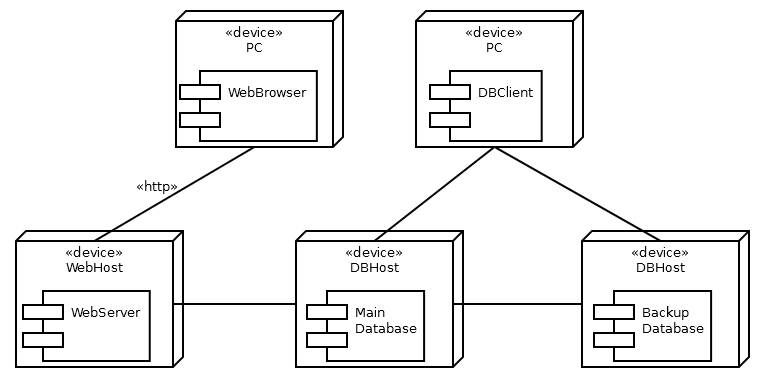 «device»
PC
WebBrowser
«device»
PC
DBClient
«http»
«device»
WebHost
WebServer
«device»
DBHost
Main
Database
«device»
DBHost
Backup
Database